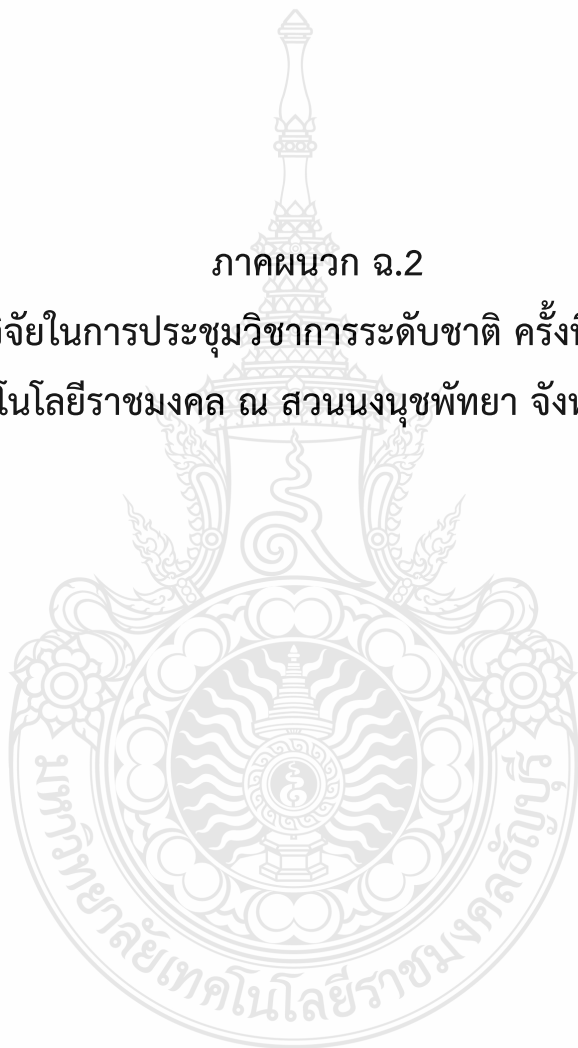 ภาคผนวก ฉ.2
วิจัยในการประชุมวิชาการระดับชาติ ครั้งที่
โนโลยีราชมงคล ณ สวนนงนุชพัทยา จังห
มหาวิทยาลัยเทคโนโลยีราชมงคลธัญบุรี